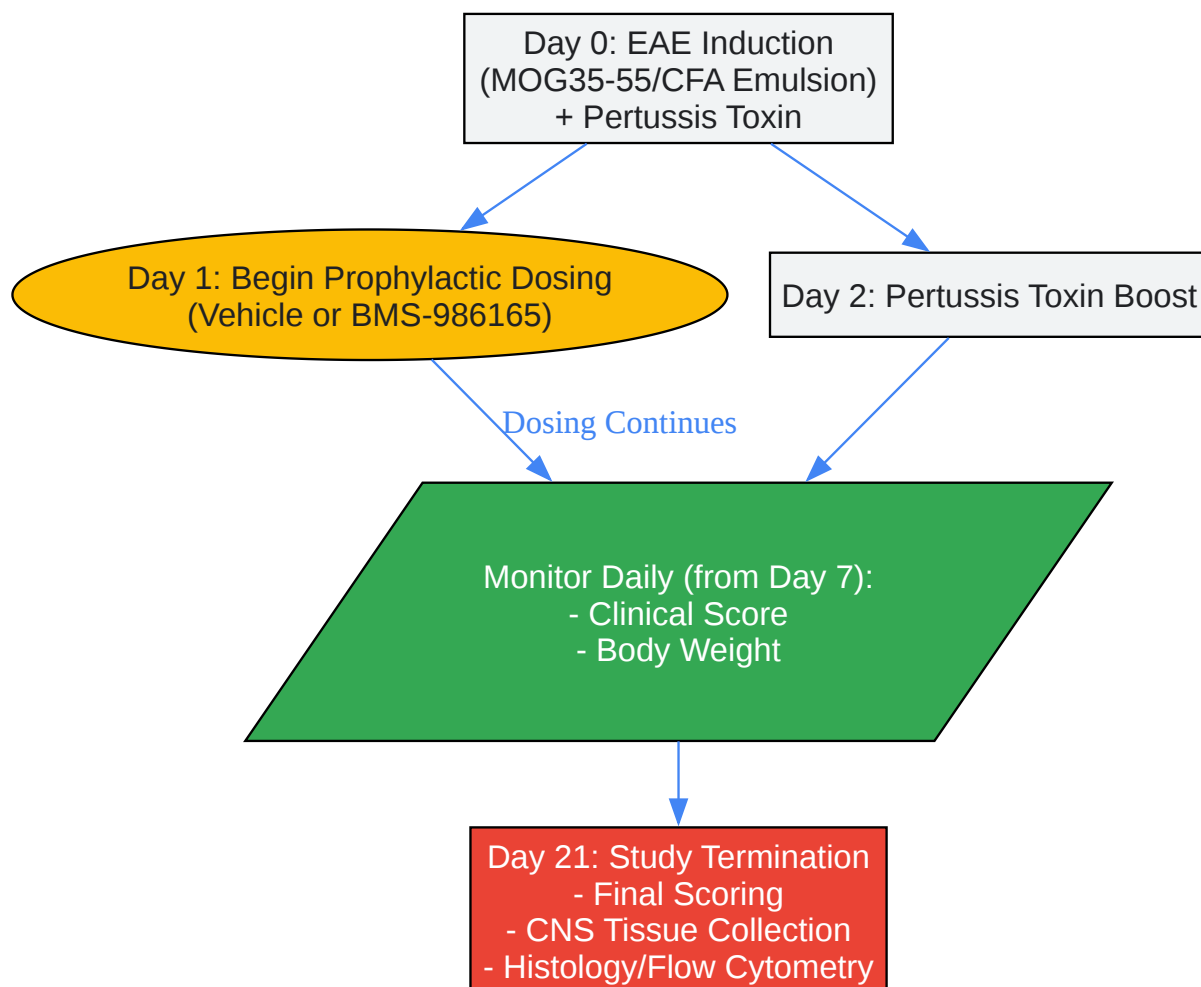 Day 0: EAE Induction
(MOG35-55/CFA Emulsion)
+ Pertussis Toxin
Day 1: Begin Prophylactic Dosing
(Vehicle or BMS-986165)
Day 2: Pertussis Toxin Boost
Dosing Continues
Monitor Daily (from Day 7):
- Clinical Score
- Body Weight
Day 21: Study Termination
- Final Scoring
- CNS Tissue Collection
- Histology/Flow Cytometry